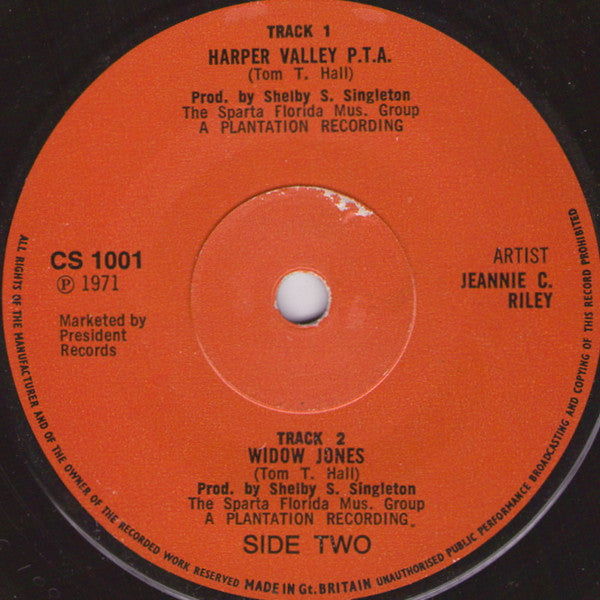 TRACK 1
HARPER VALLEY P.T.A.
(Tom T. Hall)
Prod. by Shelby S. Singleton
The Sparta Florida Mus. Group
A PLANTATION RECORDING
CS 1001
Ⓟ 1971
Marketed by
President
Records
ARTIST
JEANNIE C.
RILEY
TRACK 2
WIDOW JONES
(Tom T. Hall)
Prod. by Shelby S. Singleton
The Sparta Florida Mus. Group
A PLANTATION RECORDING.
SIDE TWO
ALL RIGHTS OF THE MANUFACTURER AND OF THE OWNER OF THE RECORDED WORK RESERVED MADE IN Gt. BRITAIN UNAUTHORISED PUBLIC PERFORMANCE BROADCASTING AND COPYING OF THIS RECORD PROHIBITED